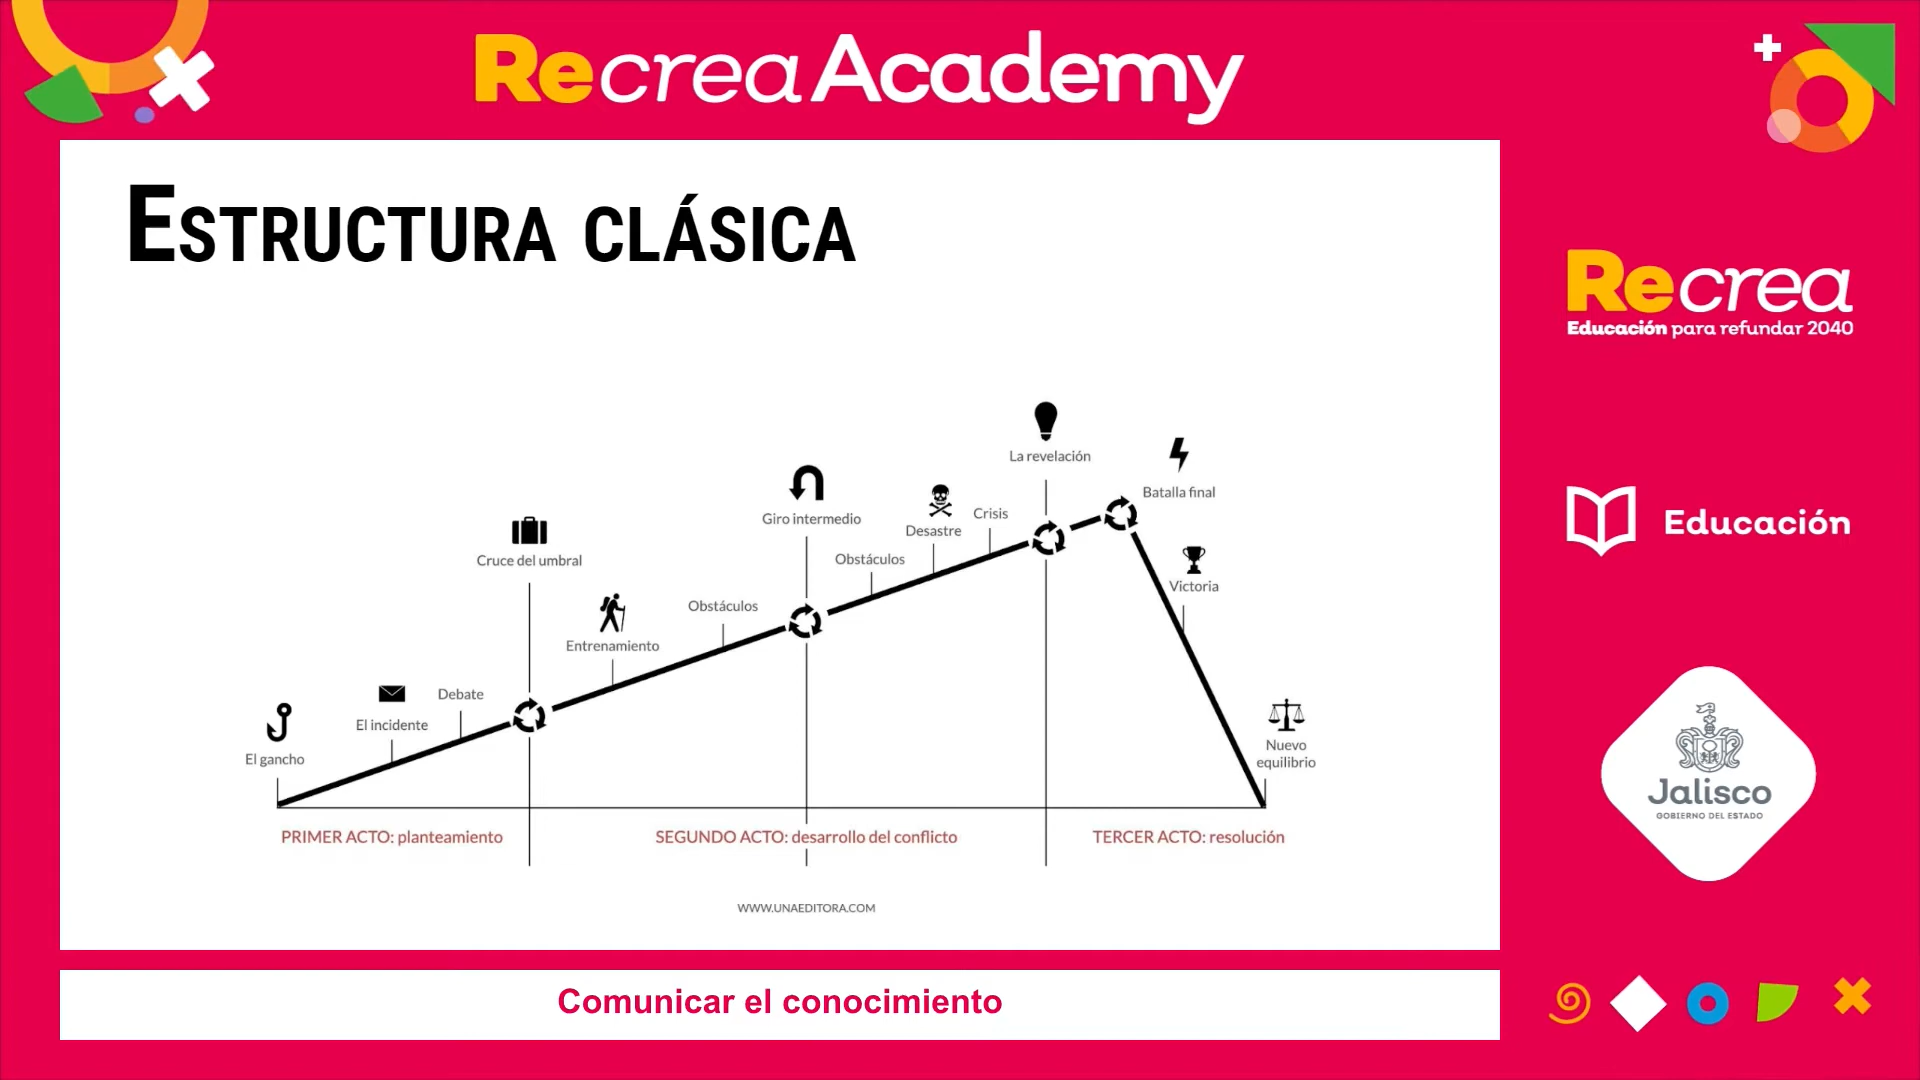 Recrea Academy
ESTRUCTURA CLÁSICA
Recrea
Educación para refundar 2040
La revelación
Batalla final
Giro intermedio
Crisis
Desastre
Educación
Cruce del umbral
Obstáculos
Victoria
Obstáculos
Entrenamiento
Debate
El incidente
El gancho
Nuevo
equilibrio
Jalisco
GOBIERNO DEL ESTADO
PRIMER ACTO: planteamiento
SEGUNDO ACTO: desarrollo del conflicto
TERCER ACTO: resolución
WWW.UNAEDITORA.COM
Comunicar el conocimiento